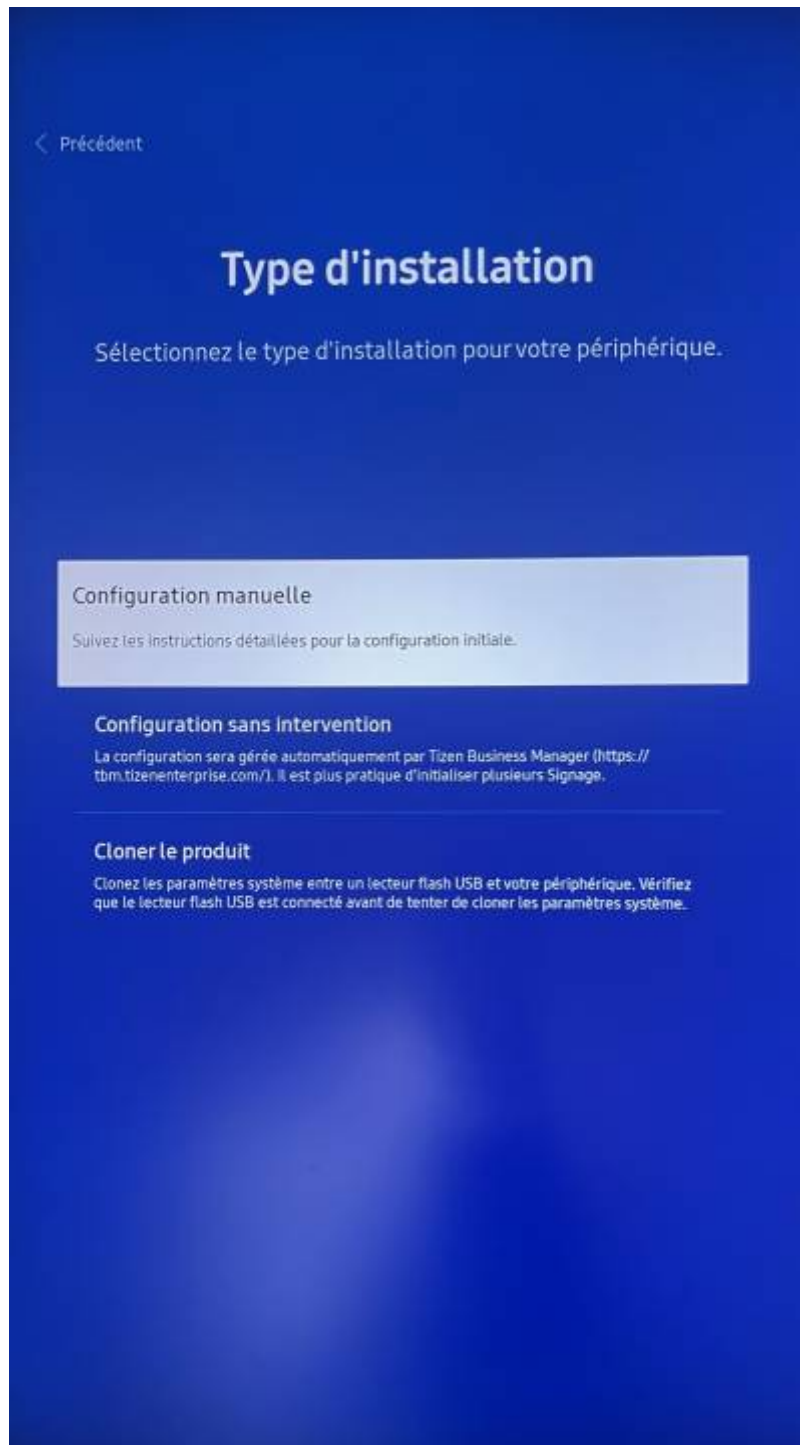 Précédent
Type d'installation
Sélectionnez le type d'installation pour votre périphérique.
Configuration manuelle
Suivez les instructions détaillées pour la configuration initiale.
Configuration sans intervention
La configuration sera gérée automatiquement par Tizen Business Manager (https://
tbm.tizenenterprise.com/). Il est plus pratique d'initialiser plusieurs Signage.
Cloner le produit
Clonez les paramètres système entre un lecteur flash USB et votre périphérique. Vérifiez
que le lecteur flash USB est connecté avant de tenter de cloner les paramètres système.